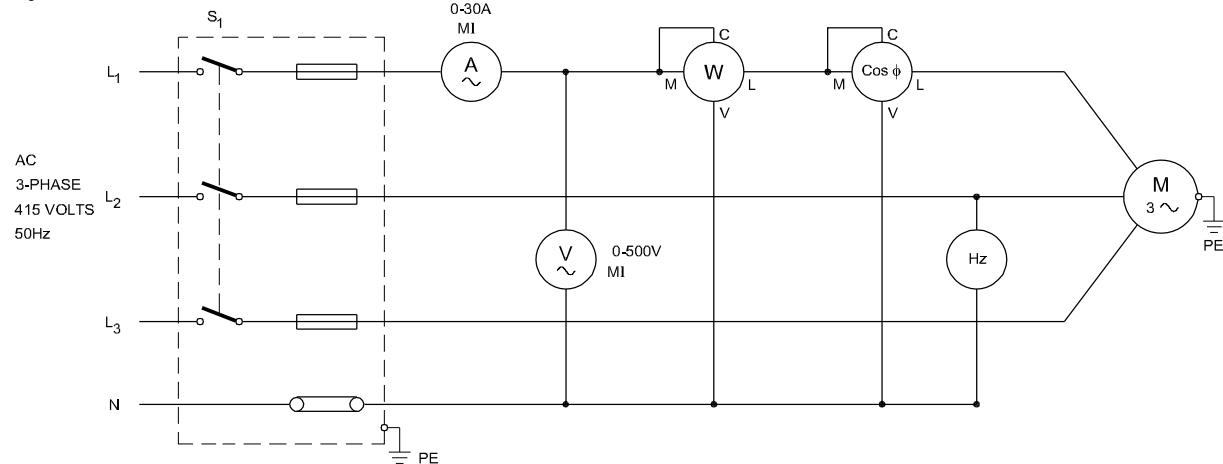 S1
0-30A
MI
A
C
W
M
L
V
C
Cos ϕ
M
L
V
L1
AC
3-PHASE
415 VOLTS
50Hz
L2
M
3
PE
V
0-500V
MI
Hz
L3
N
PE